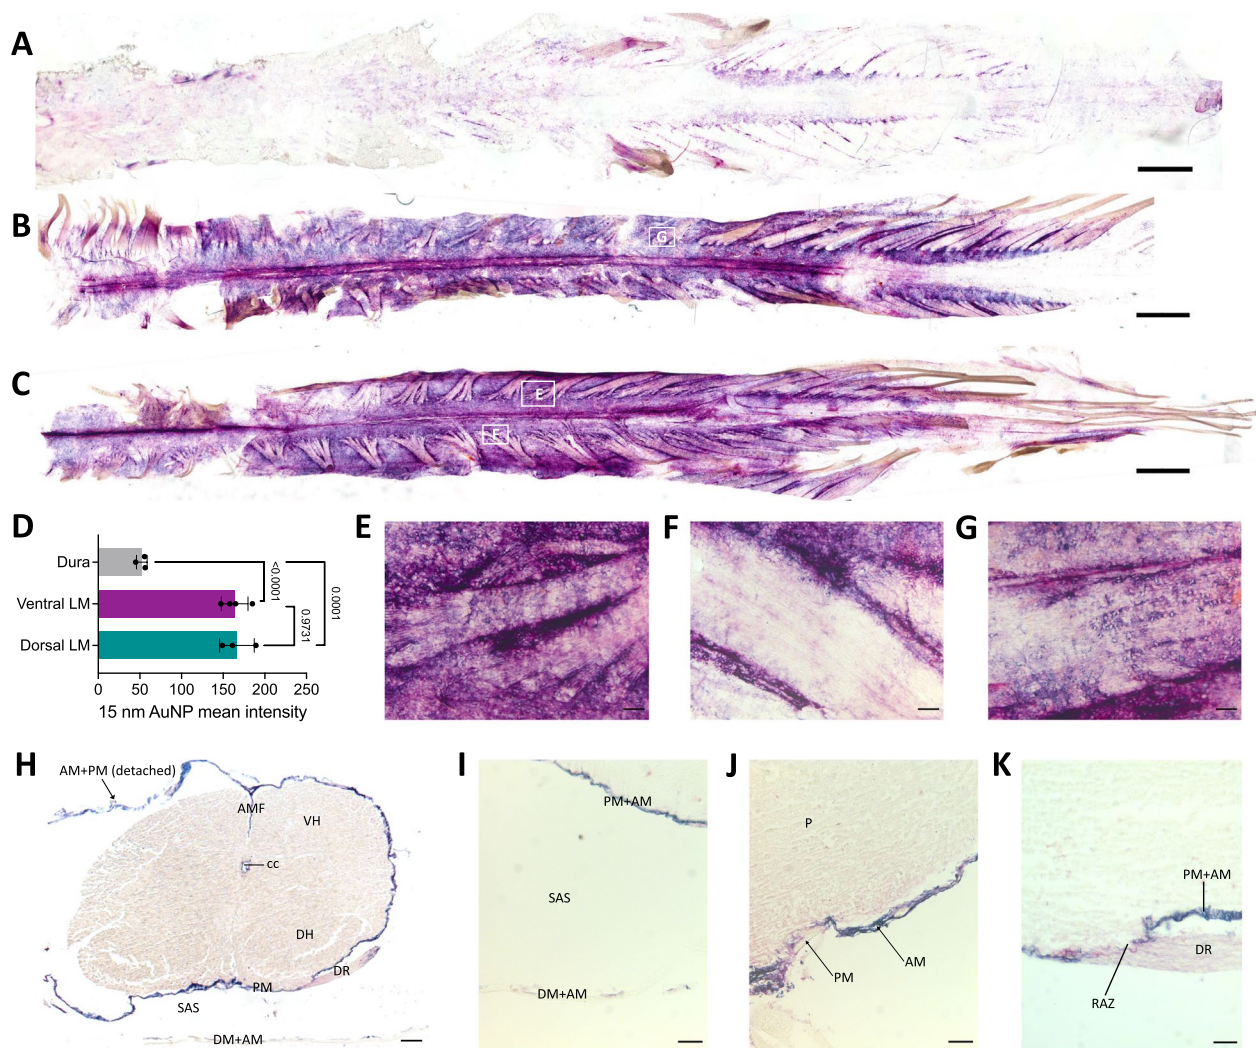 A
B
G
C
E
F
D
Dura
Ventral LM
Dorsal LM
<0.0001
0.9731
0.0001
0 50 100 150 200 250
15 nm AuNP mean intensity
E
F
G
H
AM+PM (detached)
AMF
VH
cc
DH
DR
PM
SAS
DM+AM
I
PM+AM
SAS
DM+AM
J
P
AM
PM
K
PM+AM
DR
RAZ